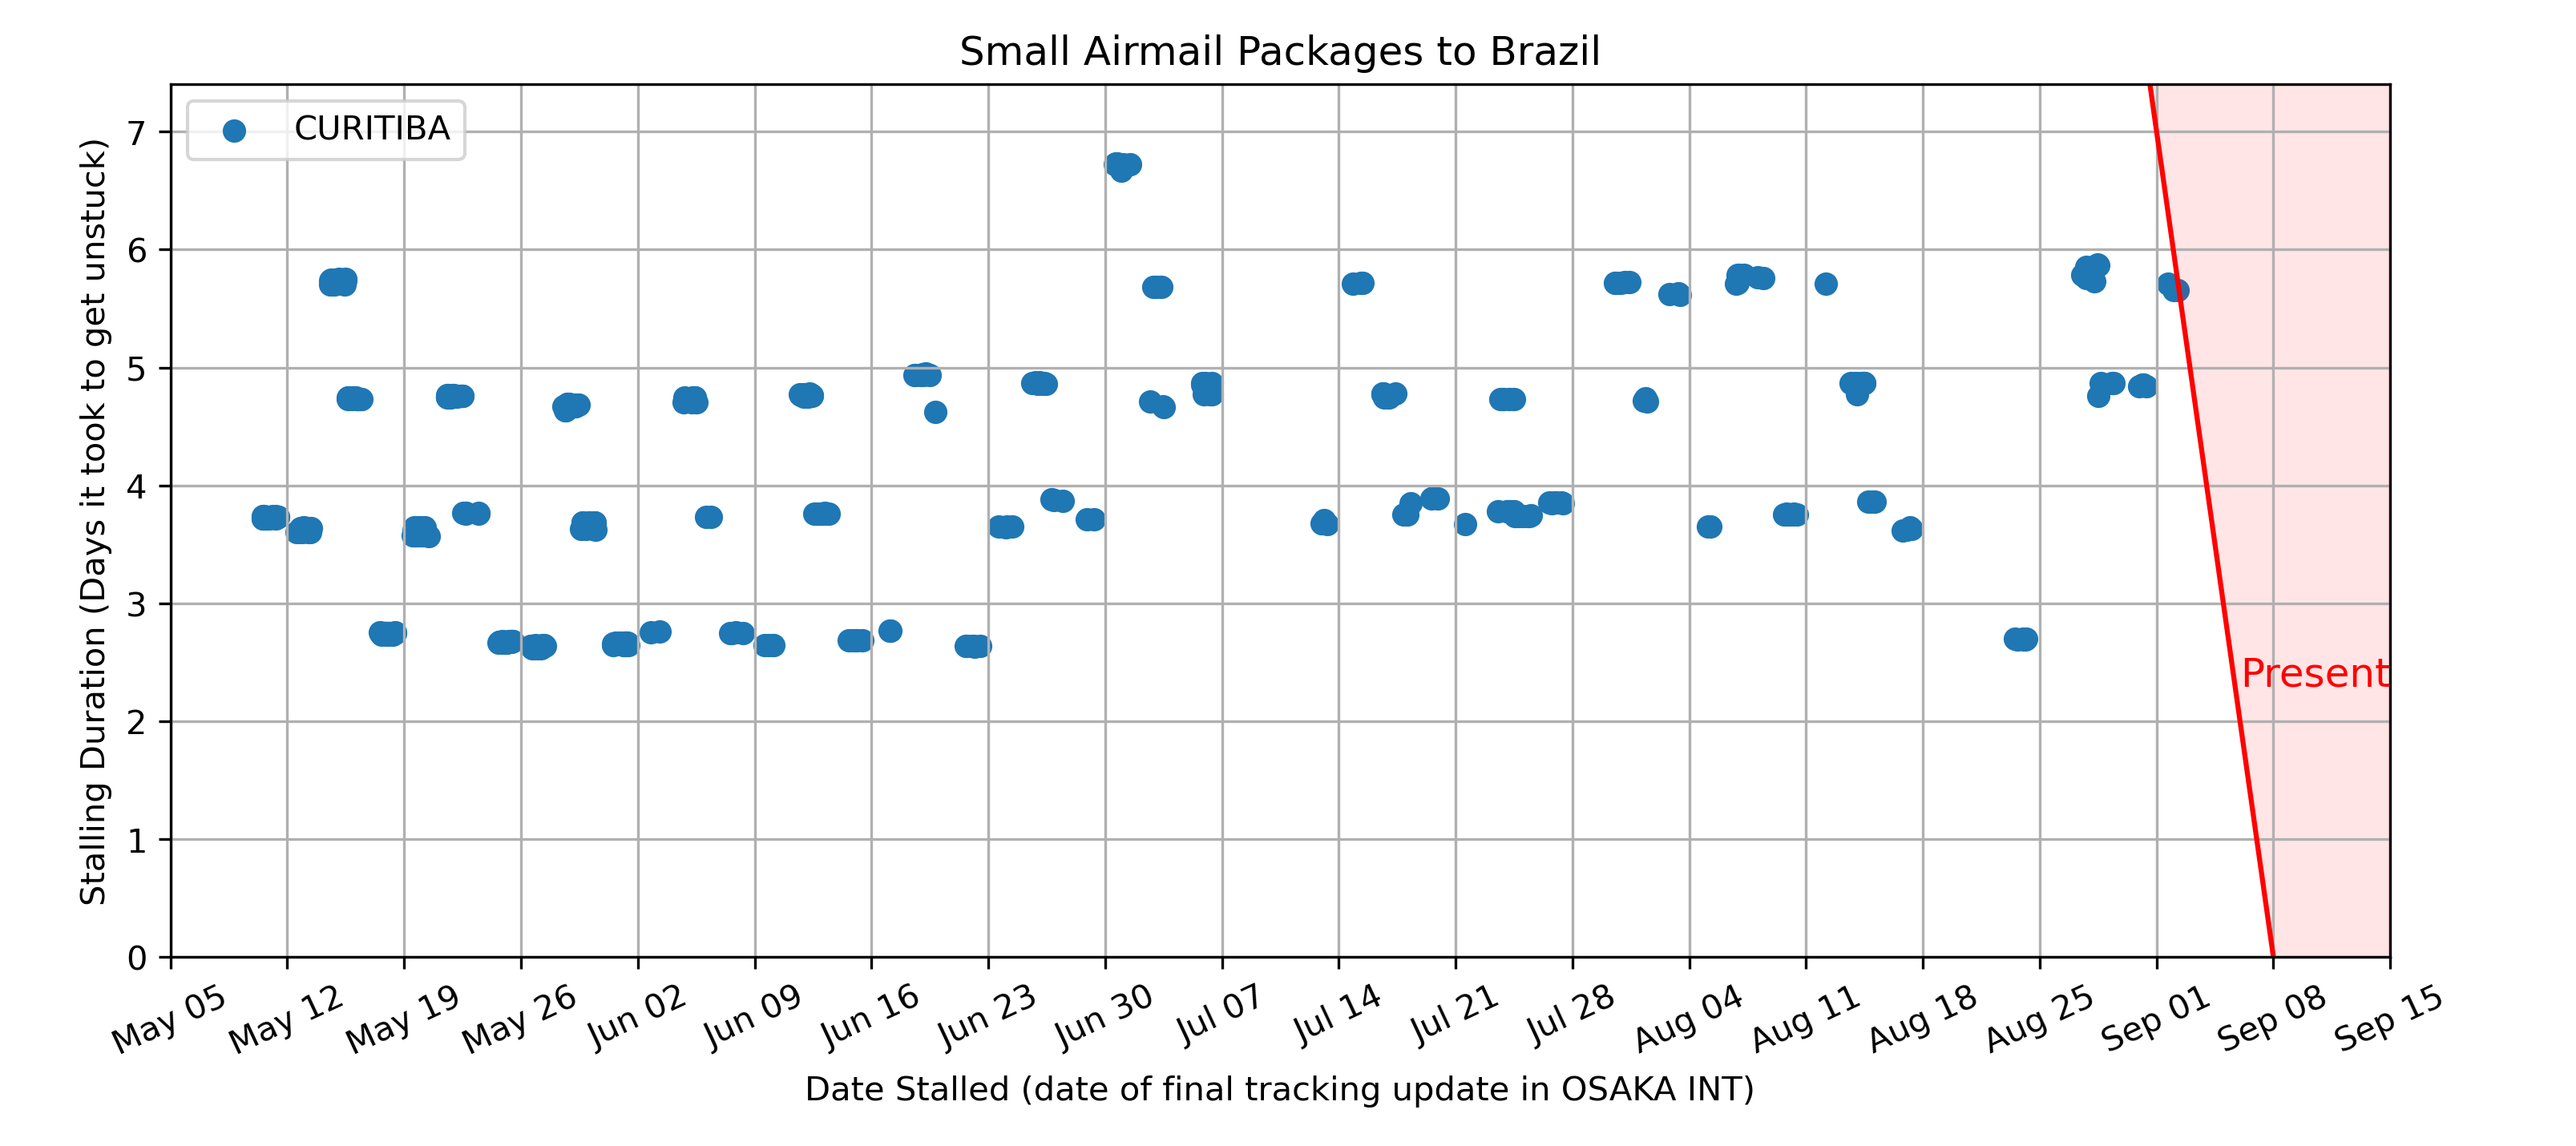 Small Airmail Packages to Brazil
CURITIBA
Stalling Duration (Days it took to get unstuck)
7
6
5
4
3
2
1
0
Present
May 05
May 12
May 19
May 26
Jun 02
Jun 09
Jun 16
Jun 23
Jun 30
Jul 07
Jul 14
Jul 21
Jul 28
Aug 04
Aug 11
Aug 18
Aug 25
Sep 01
Sep 08
Sep 15
Date Stalled (date of final tracking update in OSAKA INT)